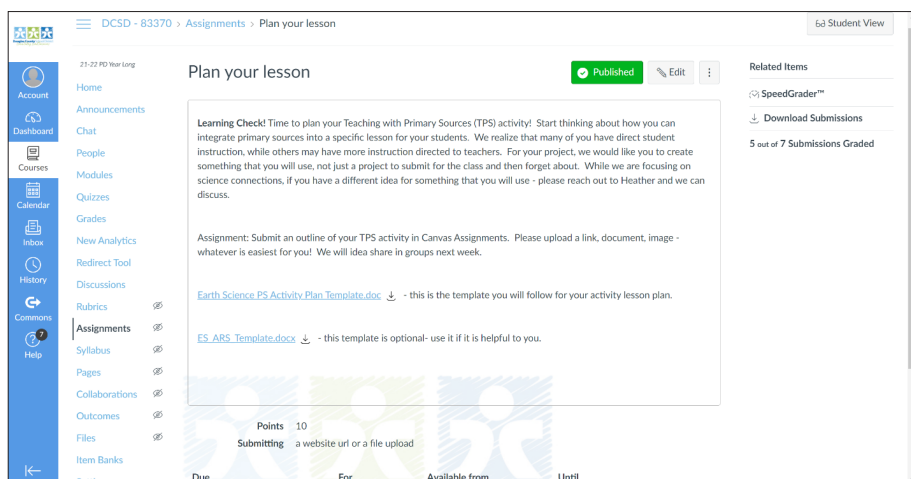 DCSD - 83370 > Assignments > Plan your lesson
Student View
Account
Dashboard
Courses
Calendar
Inbox
History
Commons
7
Help
21-22 PD Year Long
Home
Announcements
Chat
People
Modules
Quizzes
Grades
New Analytics
Redirect Tool
Discussions
Rubrics
Assignments
Syllabus
Pages
Collaborations
Outcomes
Files
Item Banks
Plan your lesson
Published
Edit
Learning Check! Time to plan your Teaching with Primary Sources (TPS) activity! Start thinking about how you can
integrate primary sources into a specific lesson for your students. We realize that many of you have direct student
instruction, while others may have more instruction directed to teachers. For your project, we would like you to create
something that you will use, not just a project to submit for the class and then forget about. While we are focusing on
science connections, if you have a different idea for something that you will use - please reach out to Heather and we can
discuss.
Assignment: Submit an outline of your TPS activity in Canvas Assignments. Please upload a link, document, image -
whatever is easiest for you! We will idea share in groups next week.
Earth Science PS Activity Plan Template.doc - this is the template you will follow for your activity lesson plan.
ES ARS Template.docx - this template is optional- use it if it is helpful to you.
Points 10
Submitting a website url or a file upload
Due For Available from Until
Related Items
SpeedGrader™
Download Submissions
5 out of 7 Submissions Graded